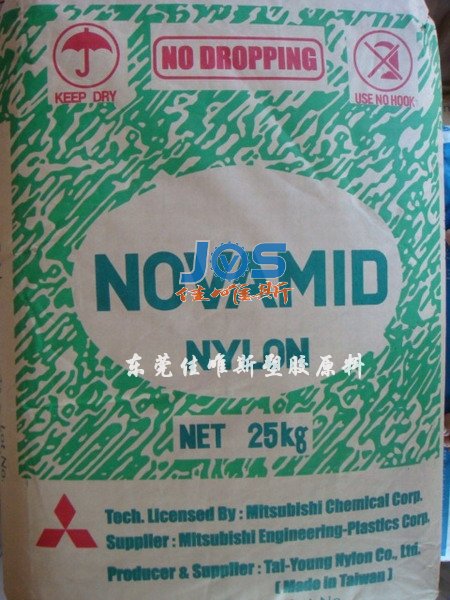 NO DROPPING
KEEP DRY
USE NO HOOK
JOS
NOVAMID
佳唯斯
NYLON
东莞佳唯斯塑胶原料
NET 25kg
Lot No.
Tech. Licensed By : Mitsubishi Chemical Corp.
Supplier : Mitsubishi Engineering-Plastics Corp.
Producer & Supplier : Tai-Young Nylon Co., Ltd.
( Made in Taiwan )